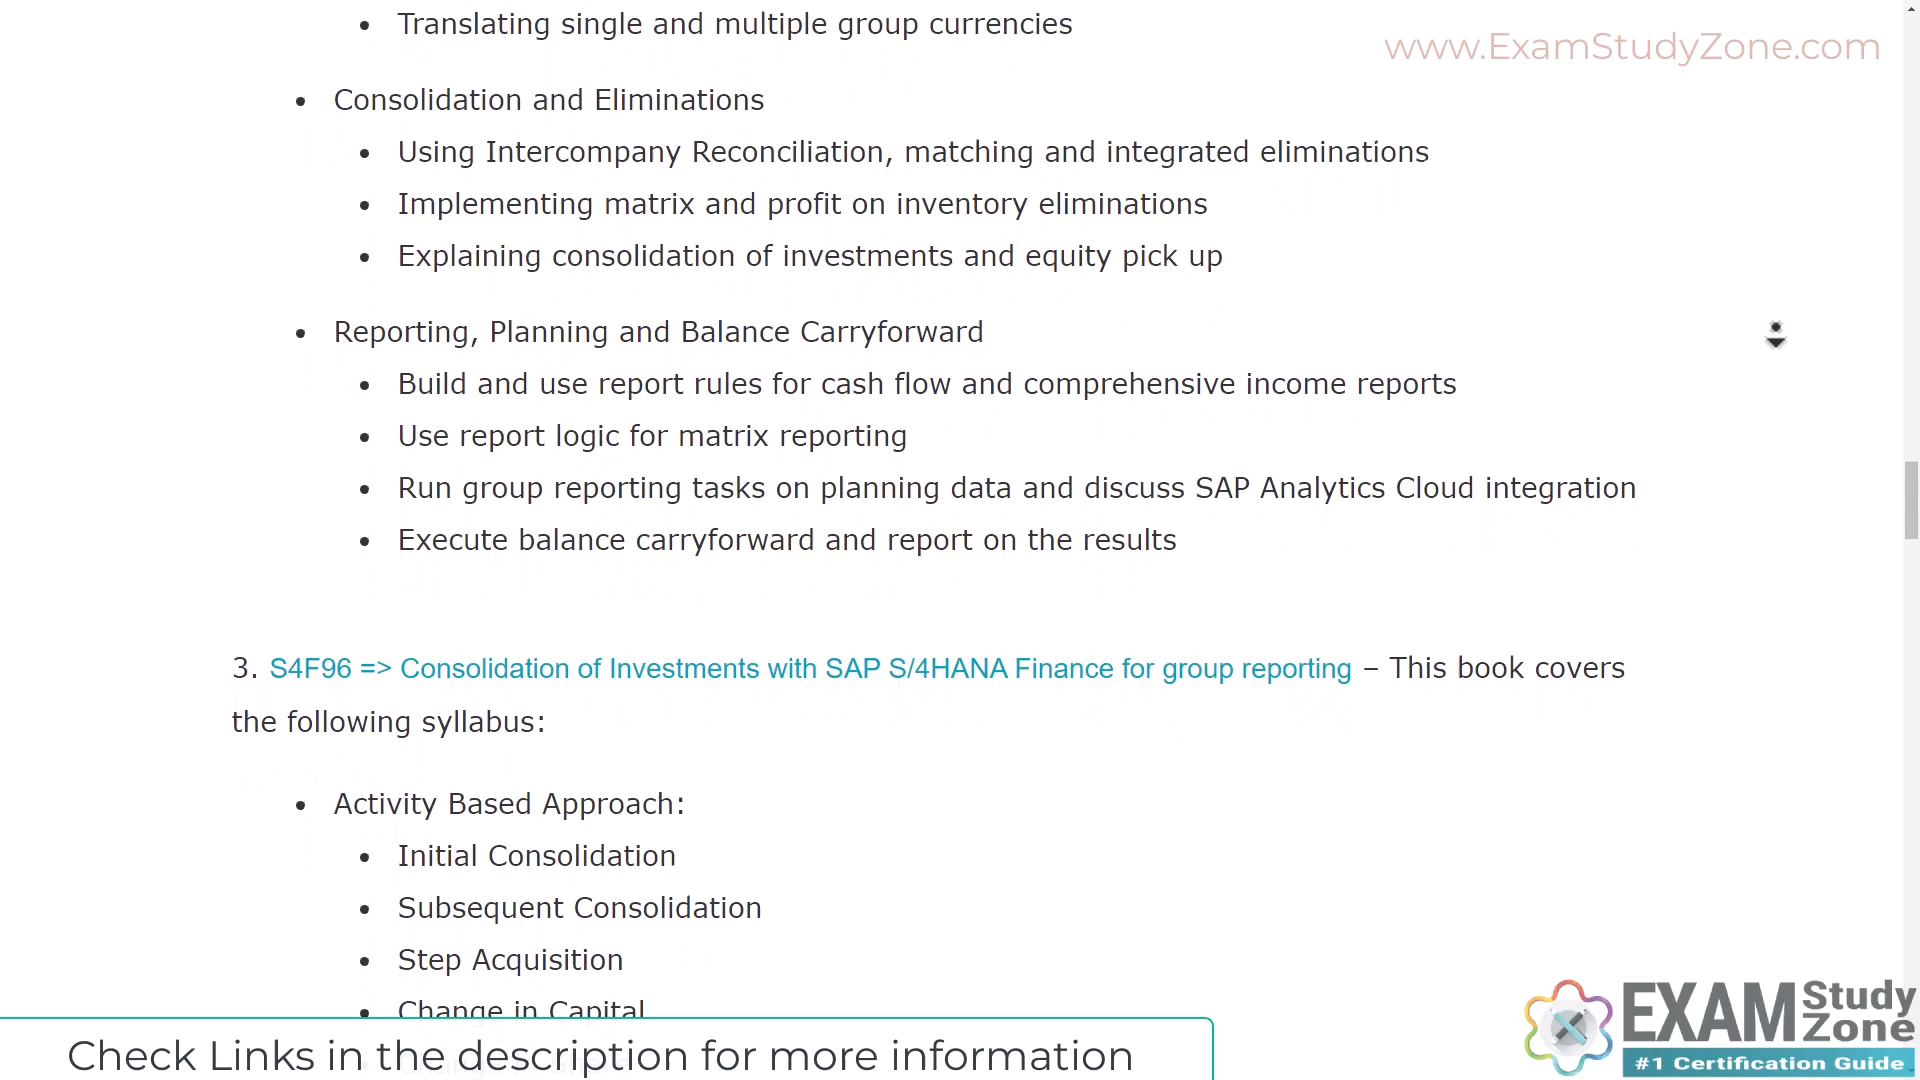 Translating single and multiple group currencies
www.ExamStudyZone.com
Consolidation and Eliminations
Using Intercompany Reconciliation, matching and integrated eliminations
Implementing matrix and profit on inventory eliminations
Explaining consolidation of investments and equity pick up
Reporting, Planning and Balance Carryforward
Build and use report rules for cash flow and comprehensive income reports
Use report logic for matrix reporting
Run group reporting tasks on planning data and discuss SAP Analytics Cloud integration
Execute balance carryforward and report on the results
3. S4F96 => Consolidation of Investments with SAP S/4HANA Finance for group reporting – This book covers
the following syllabus:
Activity Based Approach:
Initial Consolidation
Subsequent Consolidation
Step Acquisition
Change in Capital
Check Links in the description for more information
EXAM Study Zone
#1 Certification Guide